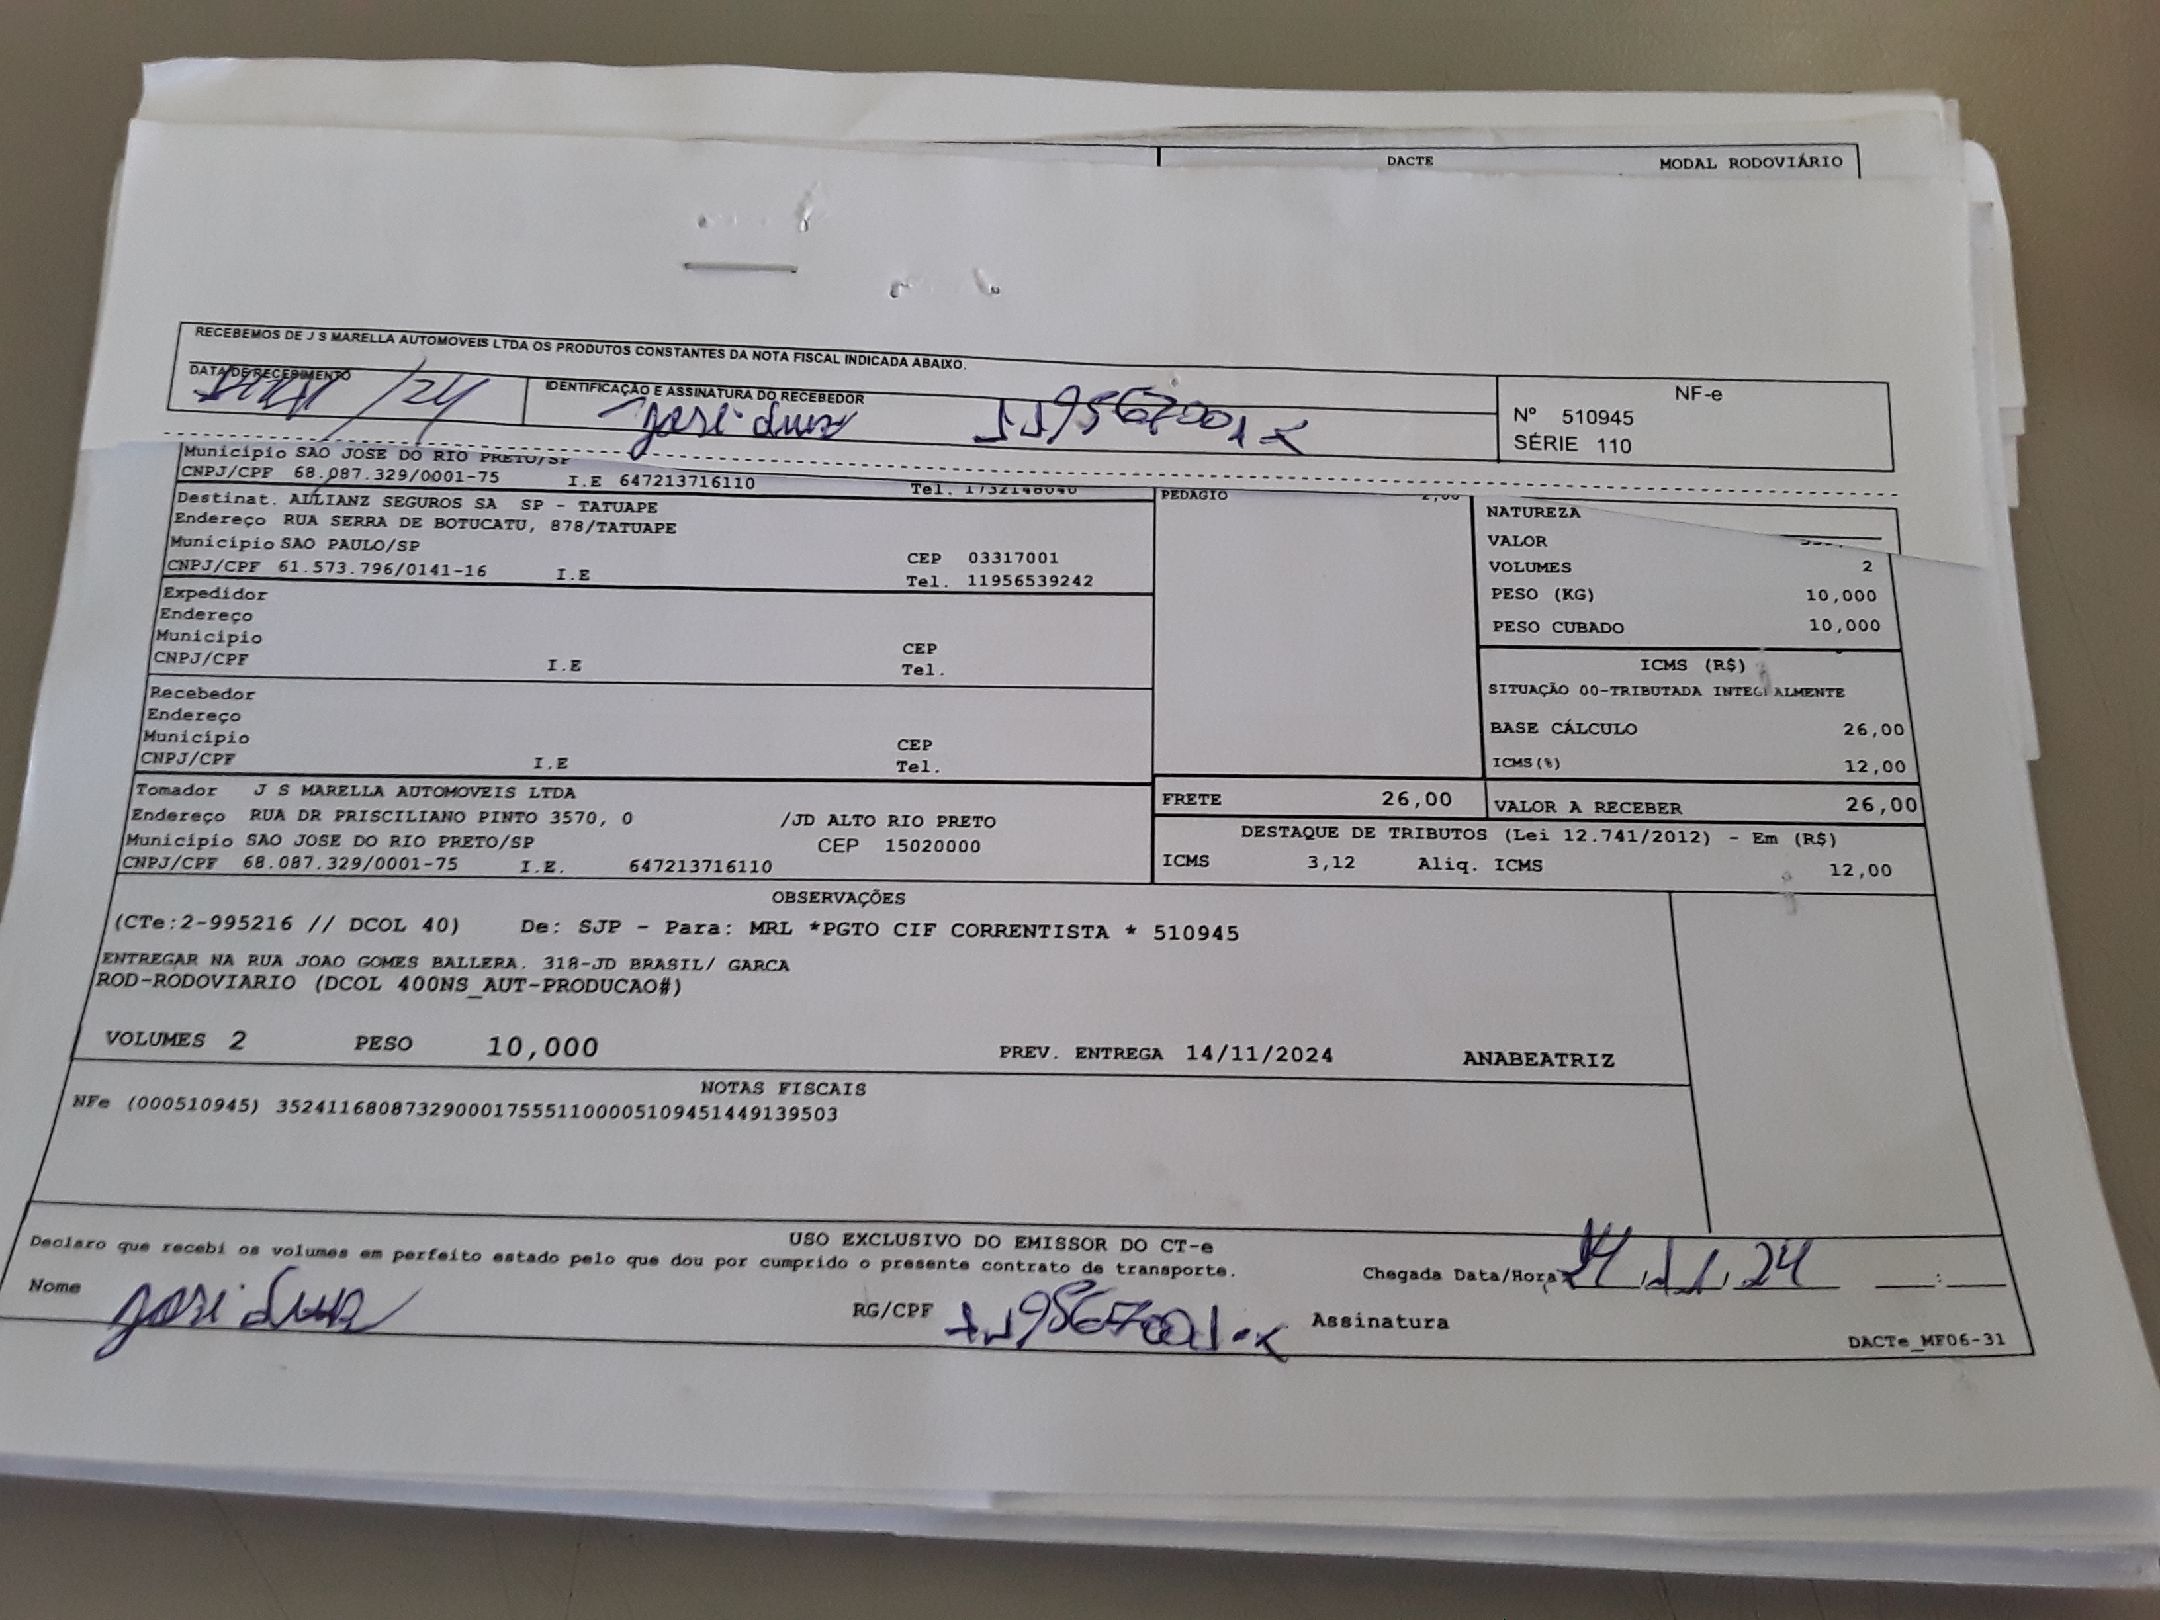 DACTE MODAL RODOVIÁRIO
RECEBEMOS DE J S MARELLA AUTOMOVEIS LTDA OS PRODUTOS CONSTANTES DA NOTA FISCAL INDICADA ABAIXO.
DATA DE RECEBIMENTO IDENTIFICAÇÃO E ASSINATURA DO RECEBEDOR NF-e
/24 José Luiz Nº 510945
SÉRIE 110
Município SAO JOSE DO RIO PRETO/SP
CNPJ/CPF 68.087.329/0001-75 I.E 647213716110 Tel. 1732148040 PEDAGIO 2,00
Destinat. ALLIANZ SEGUROS SA SP - TATUAPE NATUREZA
Endereço RUA SERRA DE BOTUCATU, 878/TATUAPE VALOR
Município SAO PAULO/SP CEP 03317001 VOLUMES 2
CNPJ/CPF 61.573.796/0141-16 I.E Tel. 11956539242 PESO (KG) 10,000
Expedidor PESO CUBADO 10,000
Endereço
Município CEP
CNPJ/CPF I.E Tel. ICMS (R$)
Recebedor SITUAÇÃO 00-TRIBUTADA INTEGRALMENTE
Endereço BASE CÁLCULO 26,00
Município CEP
CNPJ/CPF I.E Tel. ICMS(%) 12,00
Tomador J S MARELLA AUTOMOVEIS LTDA FRETE 26,00 VALOR A RECEBER 26,00
Endereço RUA DR PRISCILIANO PINTO 3570, 0 /JD ALTO RIO PRETO DESTAQUE DE TRIBUTOS (Lei 12.741/2012) - Em (R$)
Município SAO JOSE DO RIO PRETO/SP CEP 15020000
CNPJ/CPF 68.087.329/0001-75 I.E. 647213716110 ICMS 3,12 Aliq. ICMS 12,00
OBSERVAÇÕES
(CTe:2-995216 // DCOL 40) De: SJP - Para: MRL *PGTO CIF CORRENTISTA * 510945
ENTREGAR NA RUA JOAO GOMES BALLERA. 318-JD BRASIL/ GARCA
ROD-RODOVIARIO (DCOL 400NS_AUT-PRODUCAO#)
VOLUMES 2 PESO 10,000 PREV. ENTREGA 14/11/2024 ANABEATRIZ
NOTAS FISCAIS
NFe (000510945) 35241168087329000175551100005109451449139503
USO EXCLUSIVO DO EMISSOR DO CT-e
Declaro que recebi os volumes em perfeito estado pelo que dou por cumprido o presente contrato de transporte. Chegada Data/Hora 14/11/24 :
Nome José Luiz RG/CPF Assinatura
DACTe_MF06-31